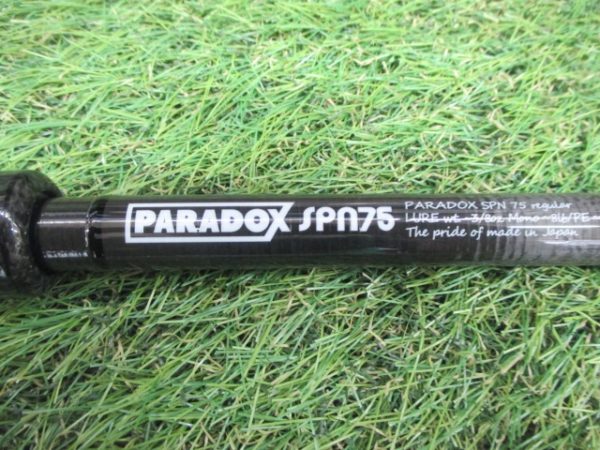 PARADOX SPN75
PARADOX SPN 75 regular
LURE wt ~3/8oz Mono ~8lb/PE~
The pride of made in Japan